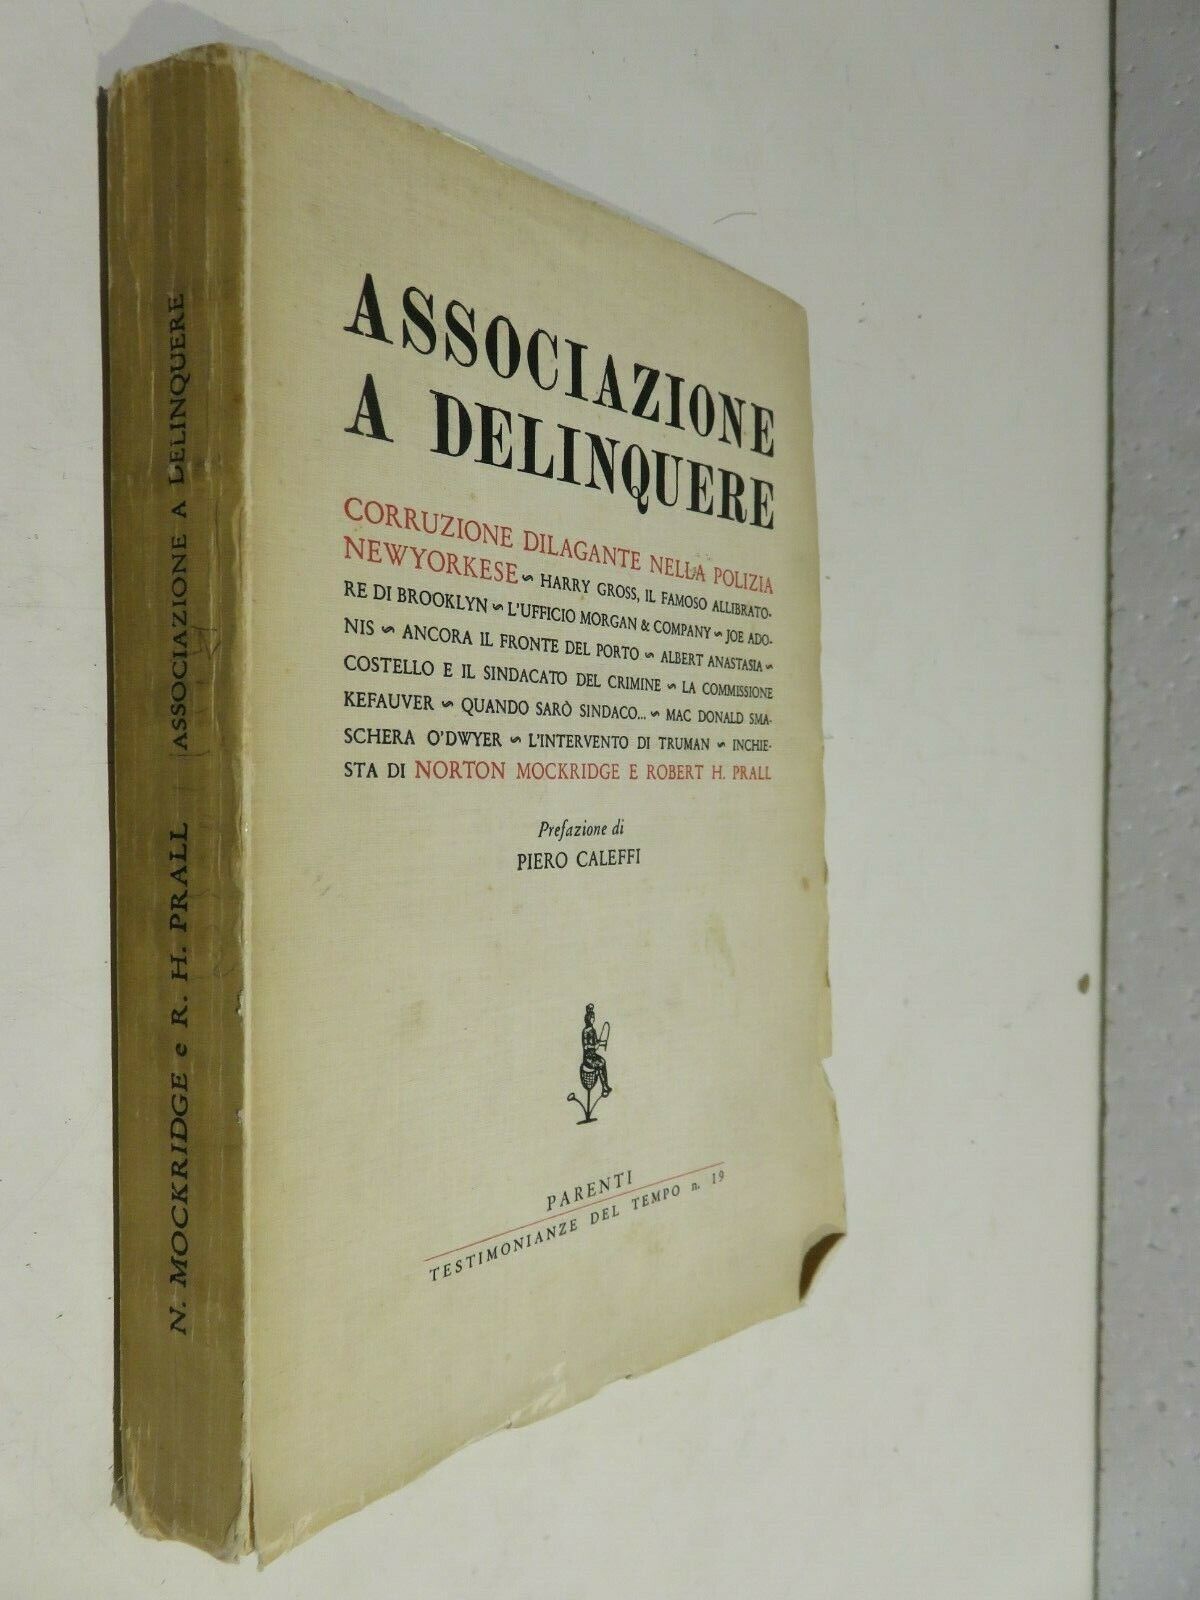 ASSOCIAZIONE
A DELINQUERE
CORRUZIONE DILAGANTE NELLA POLIZIA
NEWYORKESE ~ HARRY GROSS, IL FAMOSO ALLIBRATO-
RE DI BROOKLYN ~ L'UFFICIO MORGAN & COMPANY ~ JOE ADO-
NIS ~ ANCORA IL FRONTE DEL PORTO ~ ALBERT ANASTASIA ~
COSTELLO E IL SINDACATO DEL CRIMINE ~ LA COMMISSIONE
KEFAUVER ~ QUANDO SARÒ SINDACO... ~ MAC DONALD SMA-
SCHERA O'DWYER ~ L'INTERVENTO DI TRUMAN ~ INCHIE-
STA DI NORTON MOCKRIDGE E ROBERT H. PRALL
Prefazione di
PIERO CALEFFI
PARENTI
TESTIMONIANZE DEL TEMPO n. 19
N. MOCKRIDGE e R. H. PRALL ASSOCIAZIONE A DELINQUERE